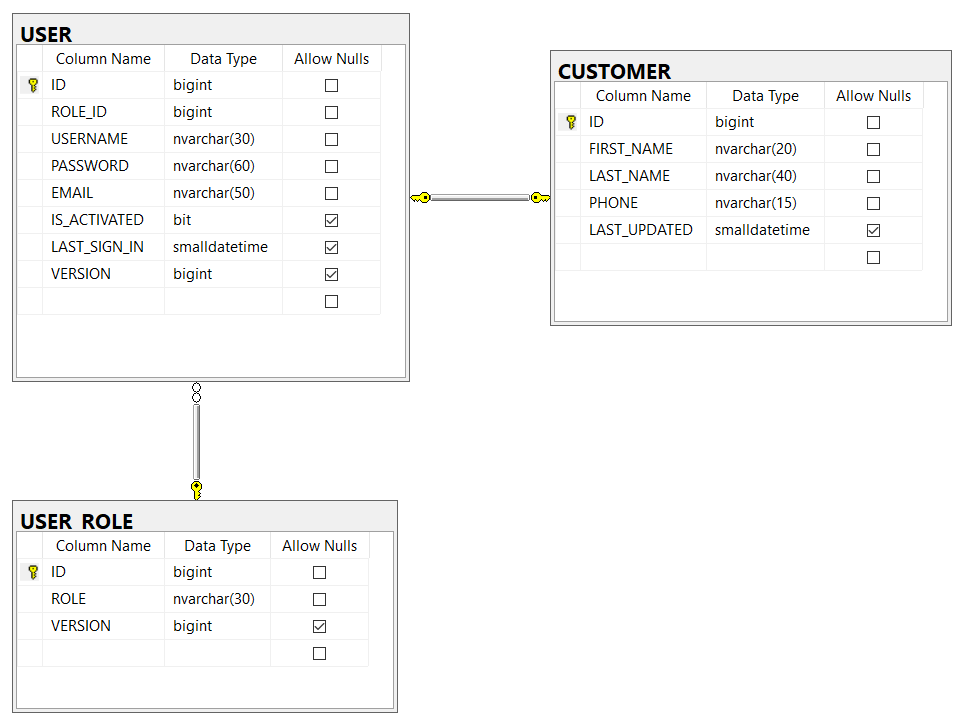 USER
Column Name Data Type Allow Nulls
ID bigint
ROLE_ID bigint
USERNAME nvarchar(30)
PASSWORD nvarchar(60)
EMAIL nvarchar(50)
IS_ACTIVATED bit
LAST_SIGN_IN smalldatetime
VERSION bigint
CUSTOMER
Column Name Data Type Allow Nulls
ID bigint
FIRST_NAME nvarchar(20)
LAST_NAME nvarchar(40)
PHONE nvarchar(15)
LAST_UPDATED smalldatetime
USER_ROLE
Column Name Data Type Allow Nulls
ID bigint
ROLE nvarchar(30)
VERSION bigint